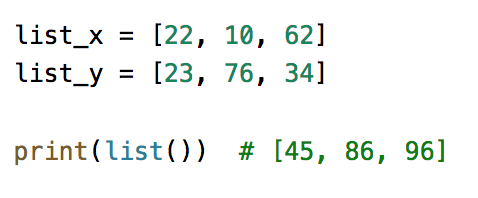 list_x = [22, 10, 62]
list_y = [23, 76, 34]
print(list())  # [45, 86, 96]